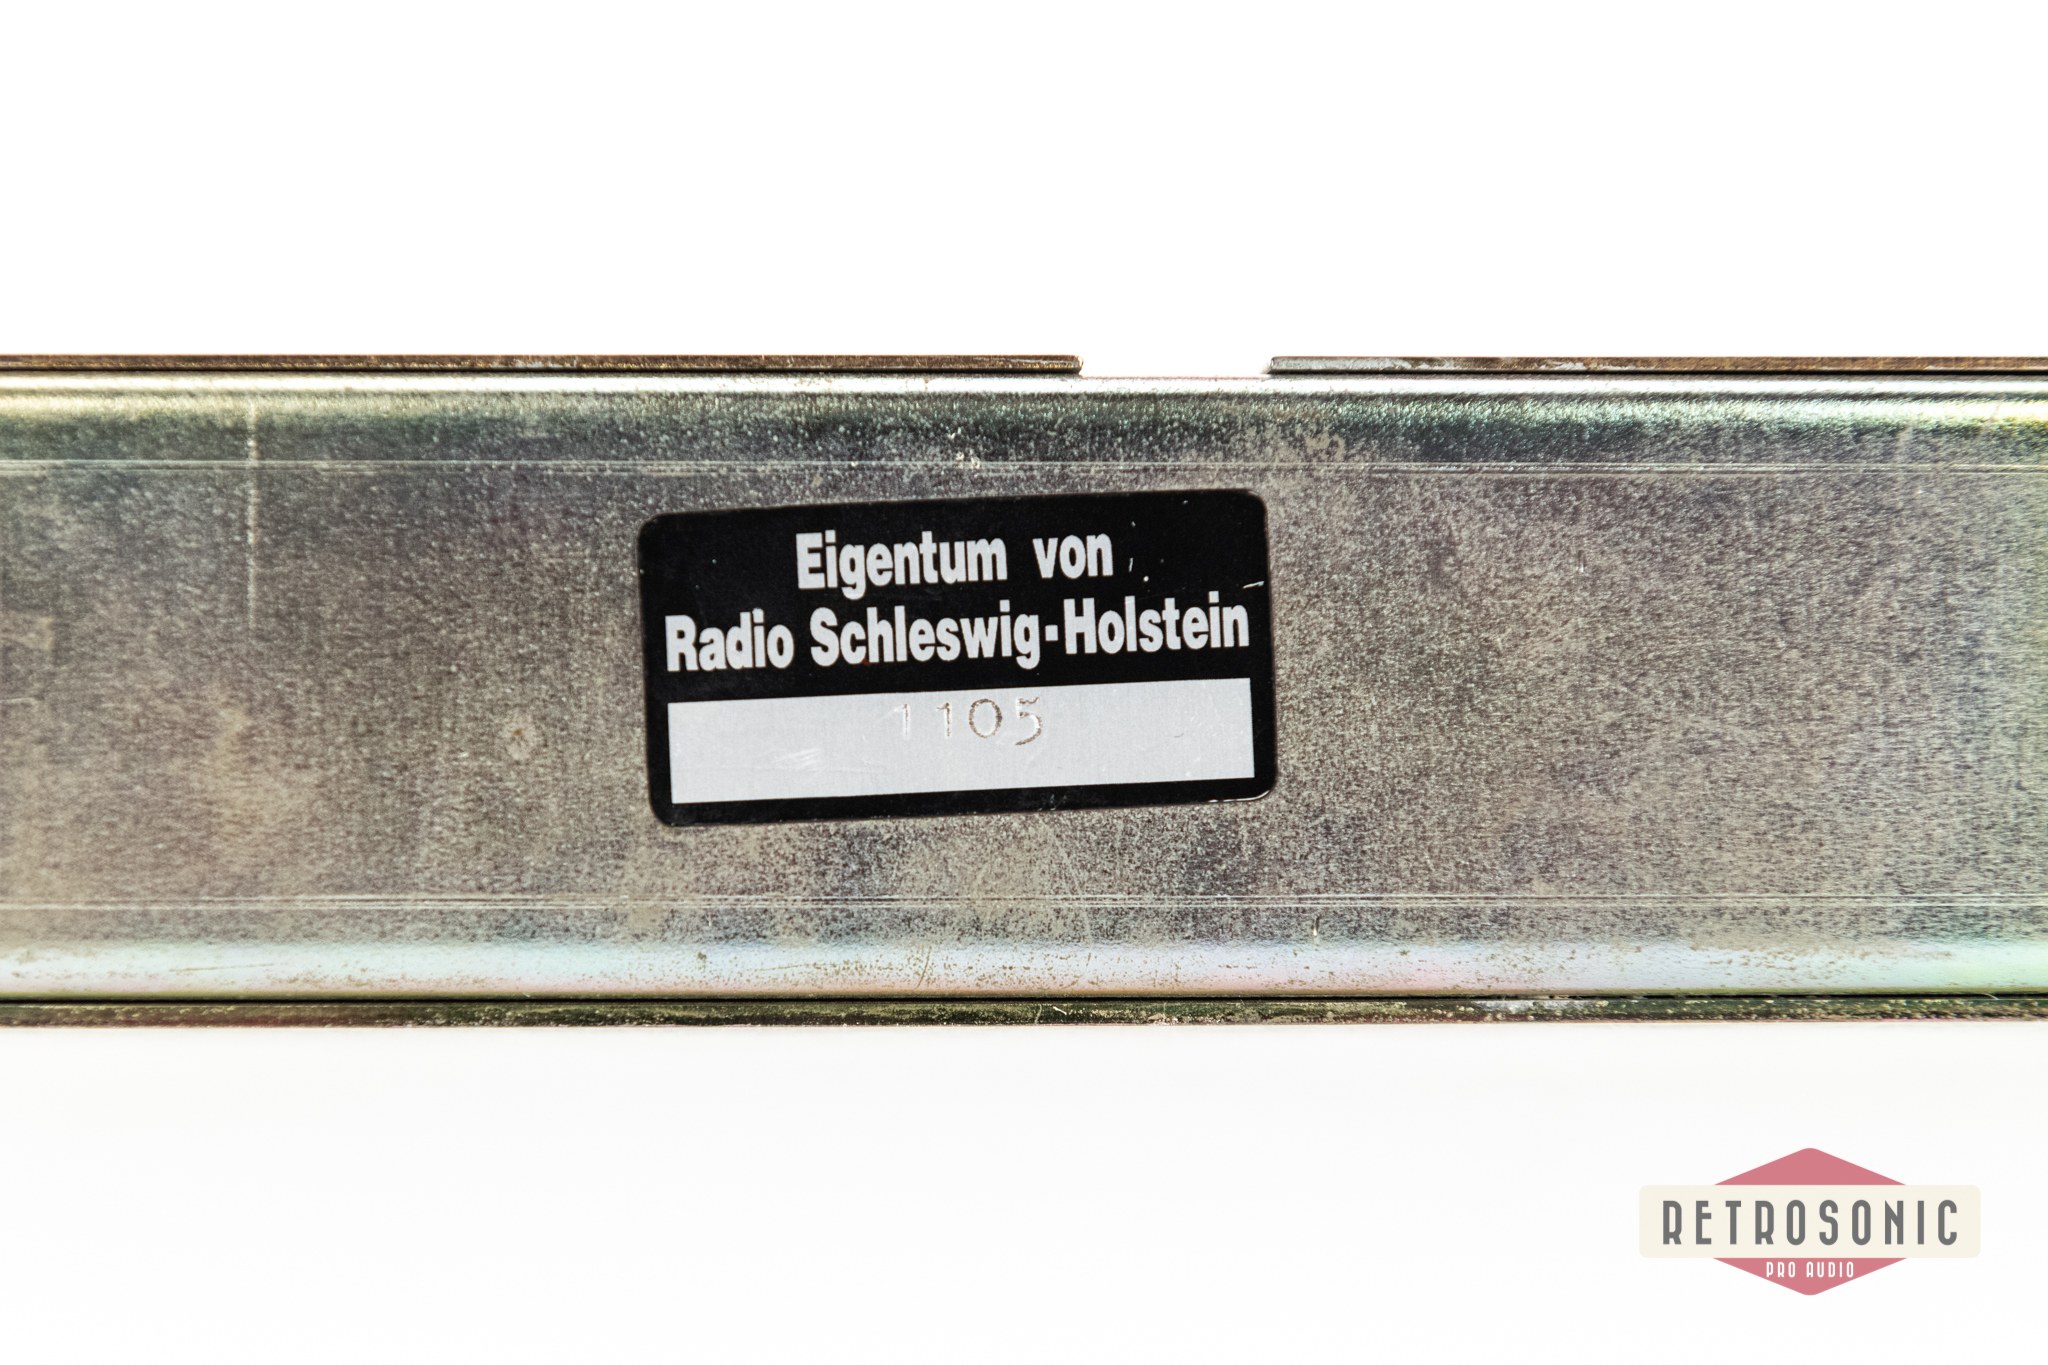 Eigentum von
Radio Schleswig-Holstein
1105
RETROSONIC
PRO AUDIO